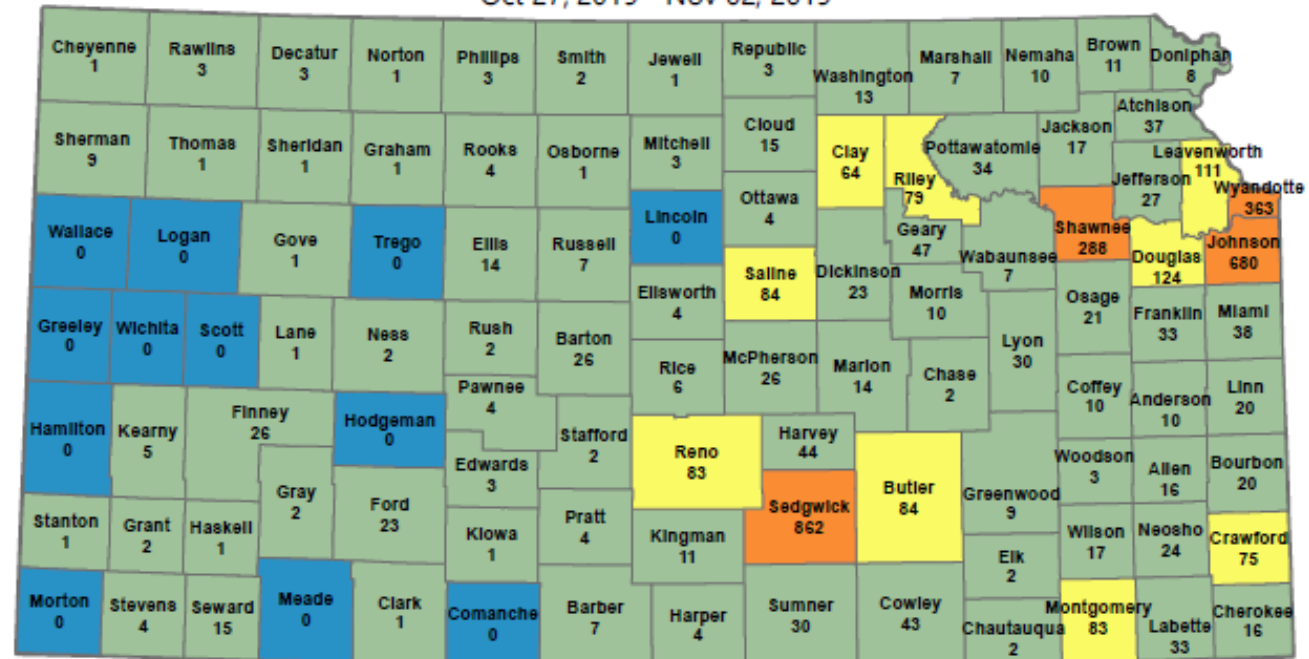 Oct 27, 2019 - Nov 02, 2019
Cheyenne
1
Rawlins
3
Decatur
3
Norton
1
Phillips
3
Smith
2
Jewell
1
Republic
3
Washington
13
Marshall
7
Nemaha
10
Brown
11
Doniphan
8
Atchison
37
Sherman
9
Thomas
1
Sheridan
1
Graham
1
Rooks
4
Osborne
1
Mitchell
3
Cloud
15
Clay
64
Riley
79
Pottawatomie
34
Jackson
17
Jefferson
27
Leavenworth
111
Wyandotte
363
Wallace
0
Logan
0
Gove
1
Trego
0
Ellis
14
Russell
7
Lincoln
0
Ottawa
4
Saline
84
Dickinson
23
Geary
47
Wabaunsee
7
Shawnee
288
Douglas
124
Johnson
680
Greeley
0
Wichita
0
Scott
0
Lane
1
Ness
2
Rush
2
Barton
26
Ellsworth
4
Rice
6
McPherson
26
Marion
14
Morris
10
Chase
2
Lyon
30
Osage
21
Franklin
33
Miami
38
Coffey
10
Anderson
10
Linn
20
Hamilton
0
Kearny
5
Finney
26
Hodgeman
0
Pawnee
4
Stafford
2
Edwards
3
Reno
83
Harvey
44
Sedgwick
862
Butler
84
Greenwood
9
Woodson
3
Allen
16
Bourbon
20
Stanton
1
Grant
2
Haskell
1
Gray
2
Ford
23
Kiowa
1
Pratt
4
Kingman
11
Elk
2
Wilson
17
Neosho
24
Crawford
75
Morton
0
Stevens
4
Seward
15
Meade
0
Clark
1
Comanche
0
Barber
7
Harper
4
Sumner
30
Cowley
43
Chautauqua
2
Montgomery
83
Labette
33
Cherokee
16